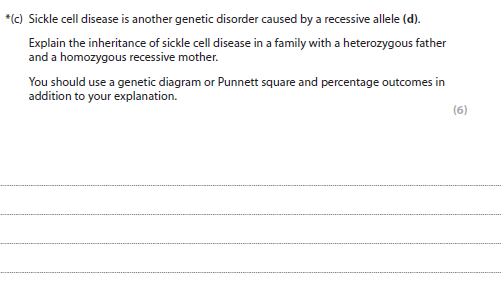 *(c) Sickle cell disease is another genetic disorder caused by a recessive allele (d).
Explain the inheritance of sickle cell disease in a family with a heterozygous father
and a homozygous recessive mother.
You should use a genetic diagram or Punnett square and percentage outcomes in
addition to your explanation.
(6)